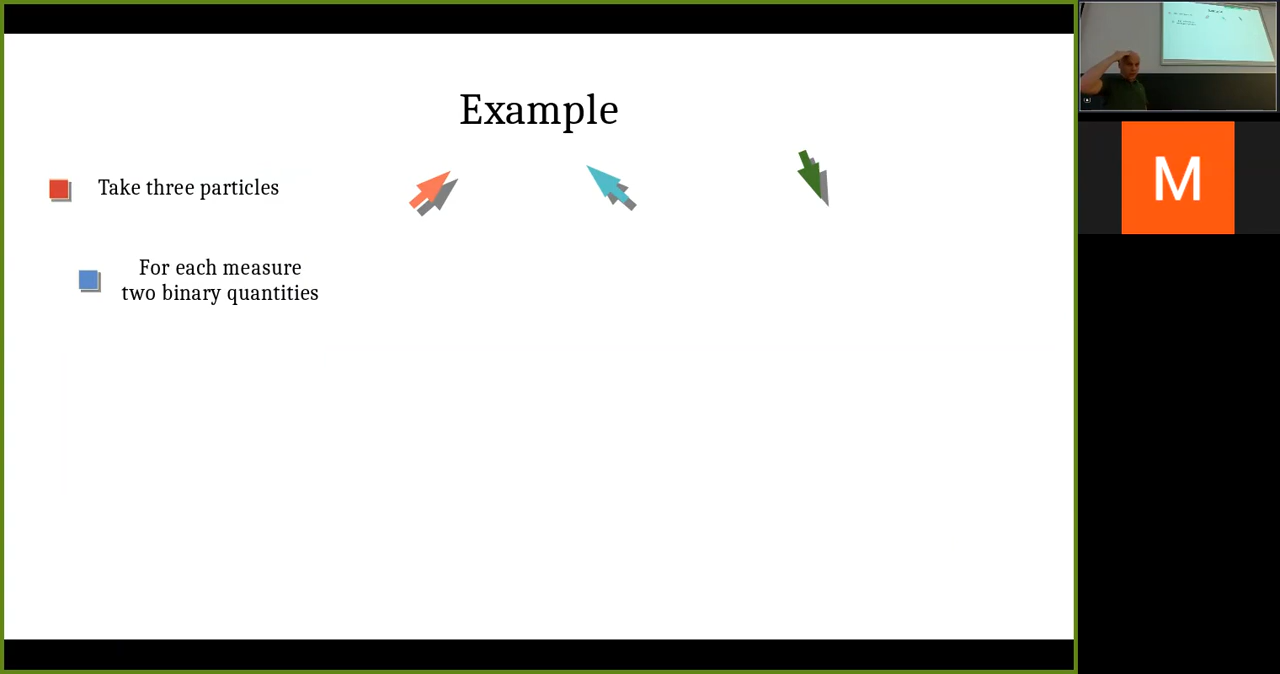 Example
Take three particles
For each measure
two binary quantities
M